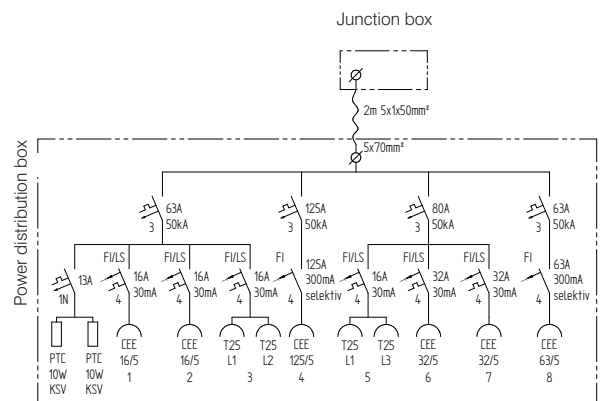 Junction box
2m 5x1x50mm²
5x70mm²
Power distribution box
63A 125A 80A 63A
50kA 50kA 50kA 50kA
3 3 3 3
FI/LS FI/LS FI/LS FI FI/LS FI/LS FI/LS FI
13A 16A 16A 16A 125A 16A 32A 32A 63A
30mA 30mA 30mA 300mA 30mA 30mA 30mA 300mA
1N 4 4 4 4 selektiv 4 4 4 4 selektiv
PTC PTC CEE CEE T25 T25 CEE T25 T25 CEE CEE CEE
10W 10W 16/5 16/5 L1 L2 125/5 L1 L3 32/5 32/5 63/5
KSV KSV 1 2 3 4 5 6 7 8